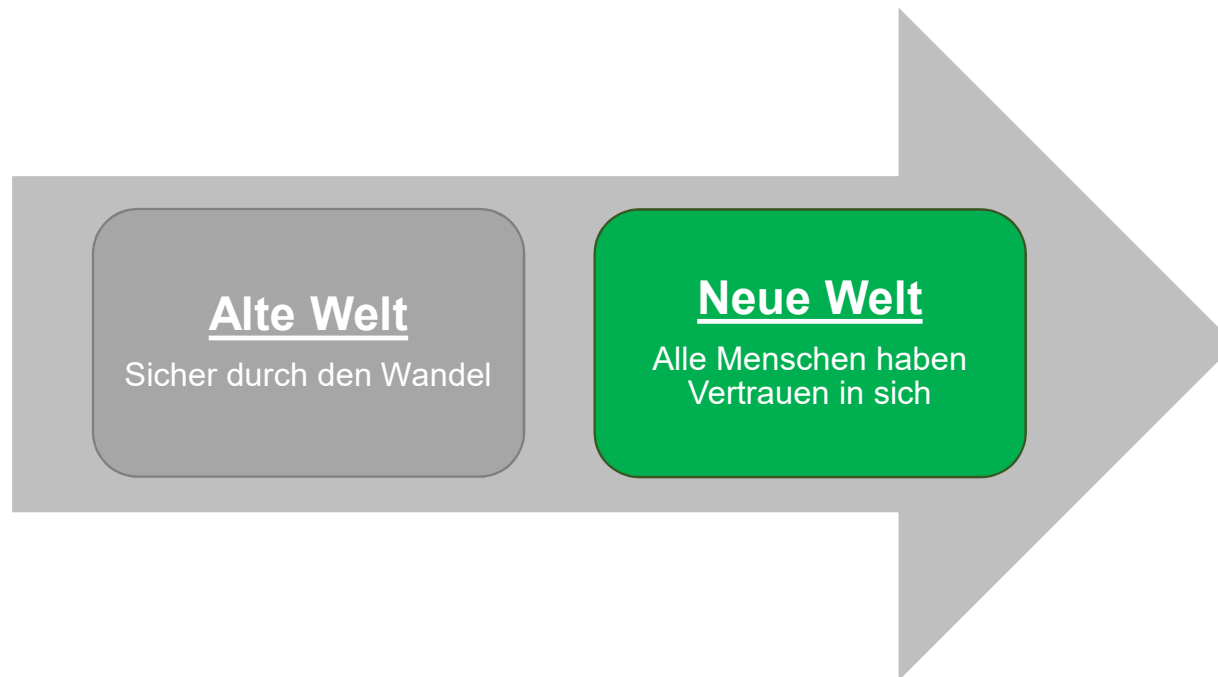 Alte Welt
Sicher durch den Wandel
Neue Welt
Alle Menschen haben
Vertrauen in sich